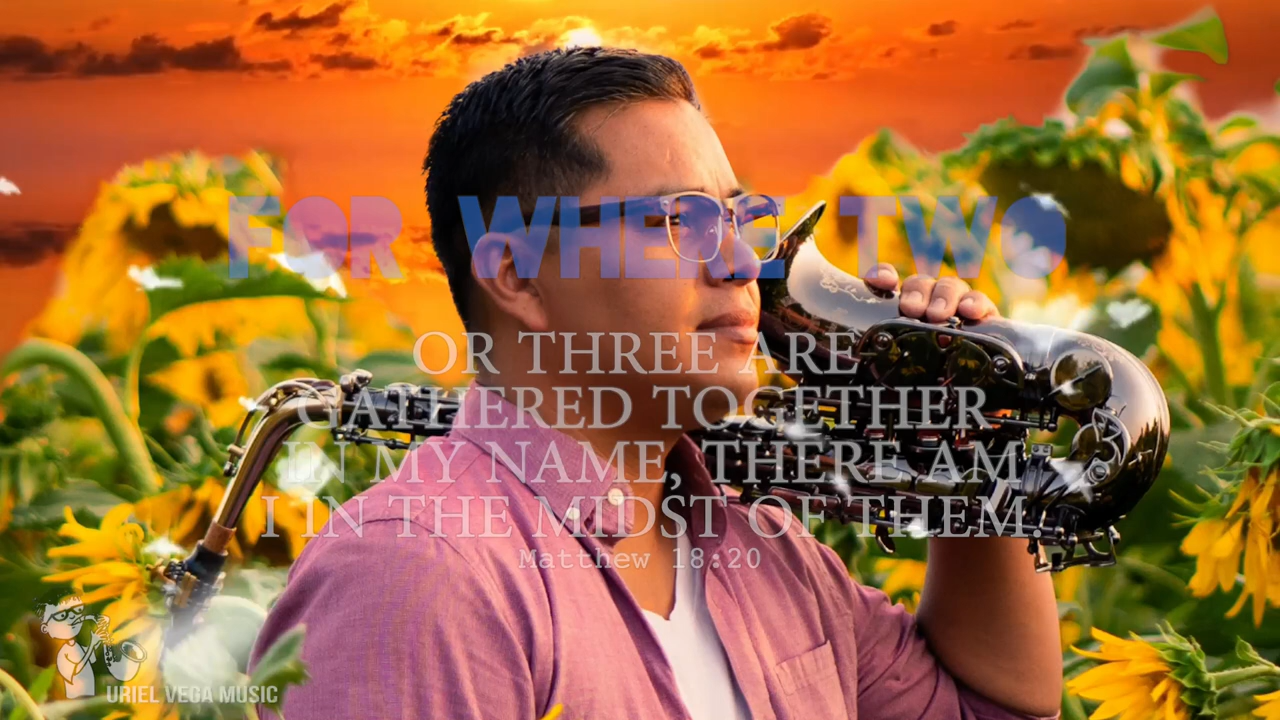 FOR WHERE TWO
OR THREE ARE
GATHERED TOGETHER
IN MY NAME, THERE AM
I IN THE MIDST OF THEM
Matthew 18:20
URIEL VEGA MUSIC